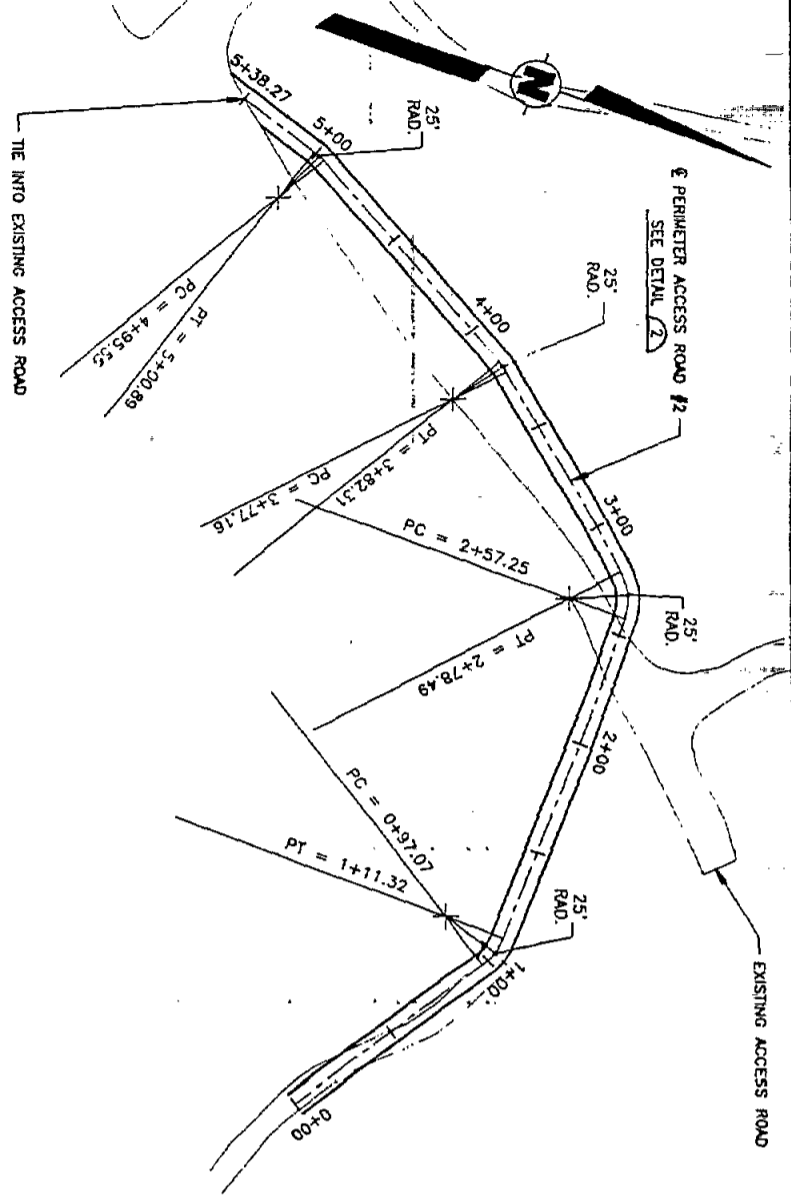 N
℄ PERIMETER ACCESS ROAD #2
SEE DETAIL 2
5+38.27
5+00
25'
RAD.
PC = 4+95.55
PT = 5+00.89
TIE INTO EXISTING ACCESS ROAD
4+00
25'
RAD.
PT = 3+82.31
PC = 3+77.16
3+00
25'
RAD.
PC = 2+57.25
PT = 2+78.49
2+00
PC = 0+97.07
PT = 1+11.32
25'
RAD.
1+00
0+00
EXISTING ACCESS ROAD